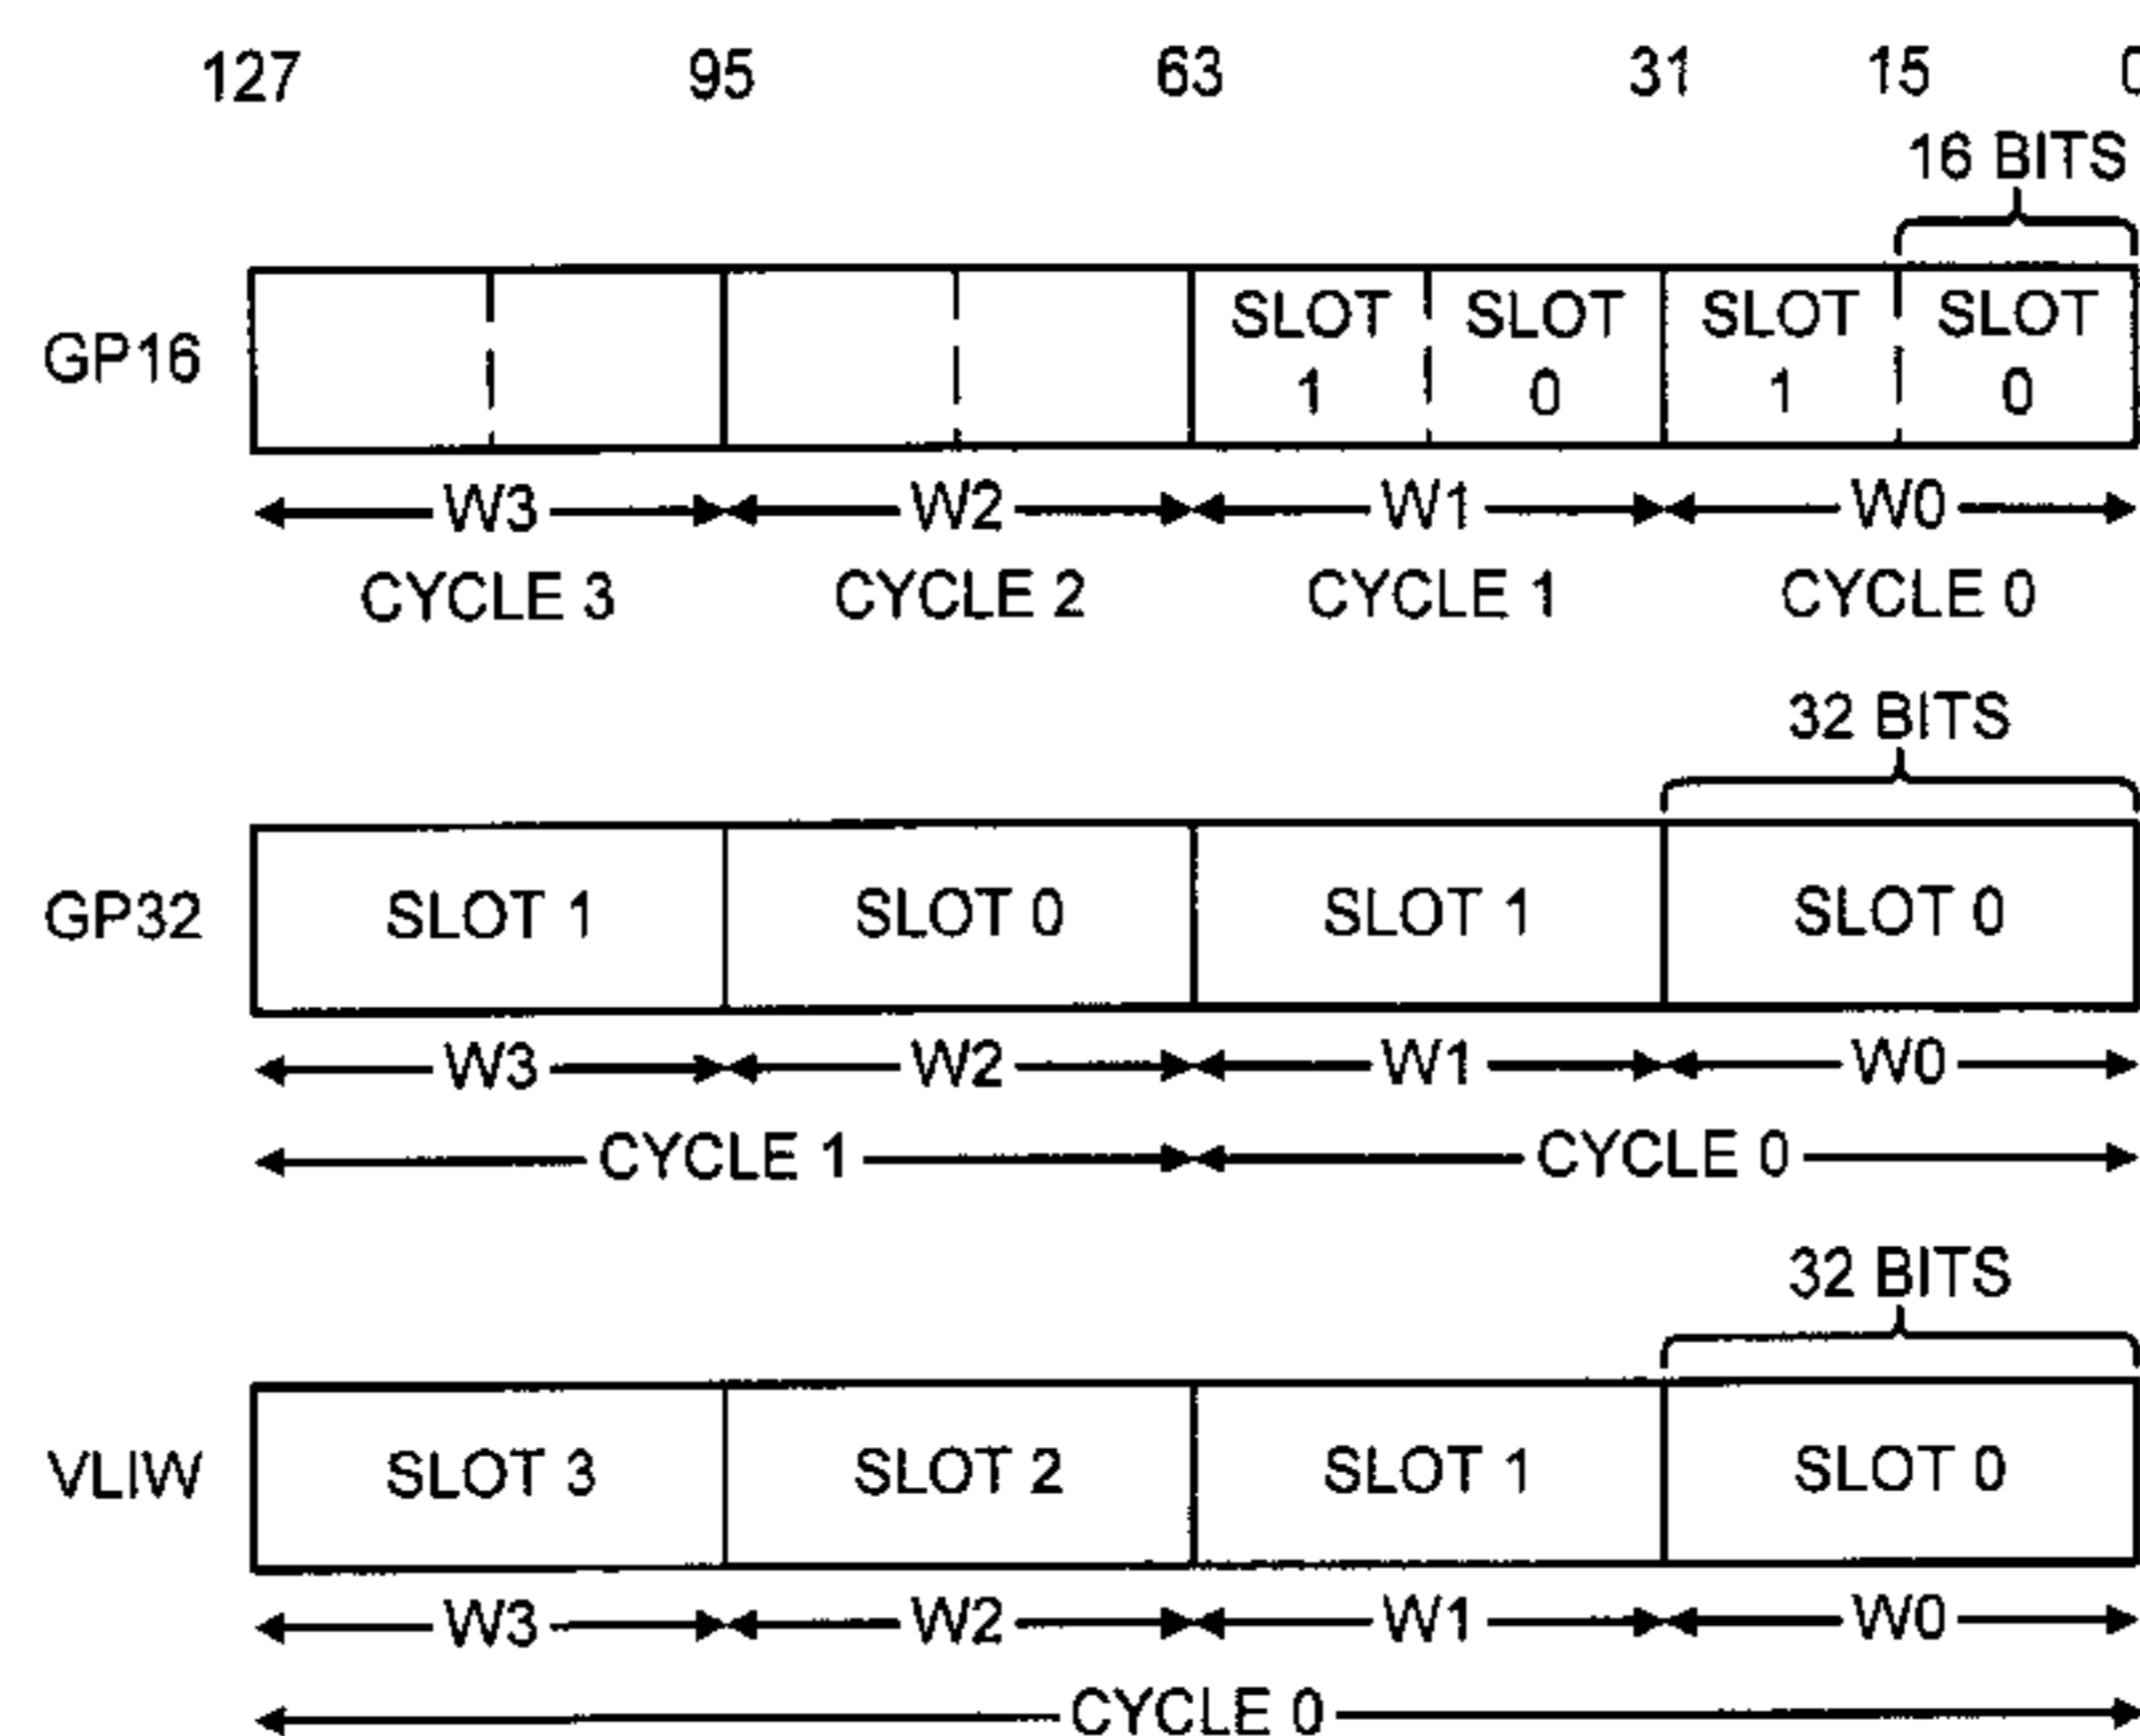 127 95 63 31 15 0
16 BITS
GP16 SLOT 1 SLOT 0 SLOT 1 SLOT 0
W3 W2 W1 W0
CYCLE 3 CYCLE 2 CYCLE 1 CYCLE 0
32 BITS
GP32 SLOT 1 SLOT 0 SLOT 1 SLOT 0
W3 W2 W1 W0
CYCLE 1 CYCLE 0
32 BITS
VLIW SLOT 3 SLOT 2 SLOT 1 SLOT 0
W3 W2 W1 W0
CYCLE 0